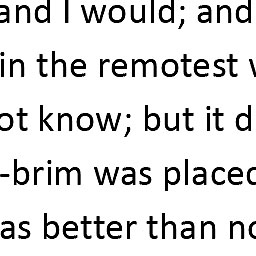 and I would; and
in the remotest
ot know; but it d
-brim was placed
as better than no